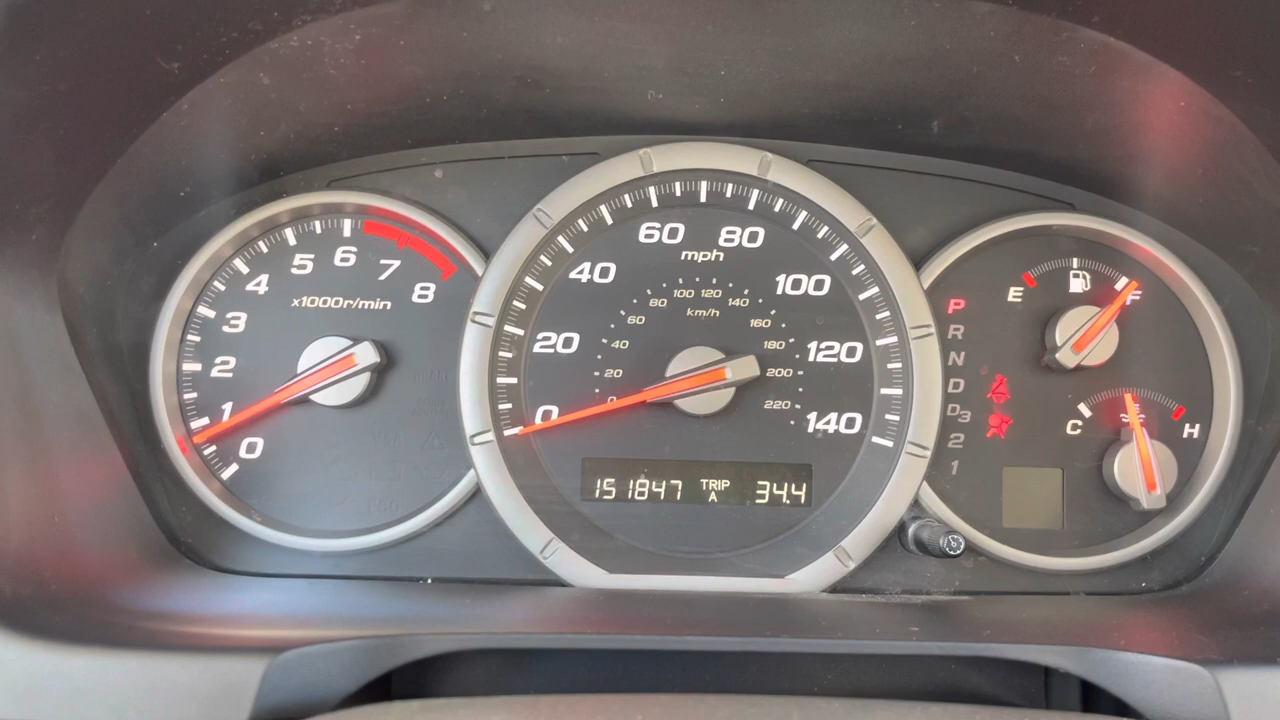 0 1 2 3 4 5 6 7 8
x1000r/min
0 20 40 60 80 100 120 140
mph
0 20 40 60 80 100 120 140 160 180 200 220
km/h
151847 TRIP A 34.4
P
R
N
D
D3
2
1
E F
C H